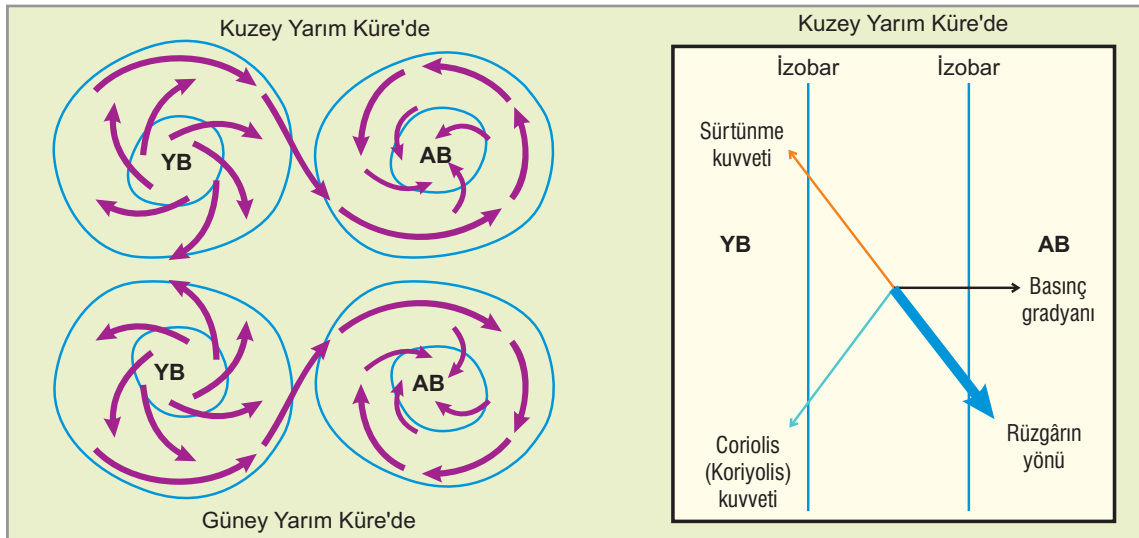 Kuzey Yarım Küre'de
YB
AB
YB
AB
Güney Yarım Küre'de
Kuzey Yarım Küre'de
İzobar
İzobar
Sürtünme
kuvveti
YB
AB
Basınç
gradyanı
Coriolis
(Koriyolis)
kuvveti
Rüzgârın
yönü